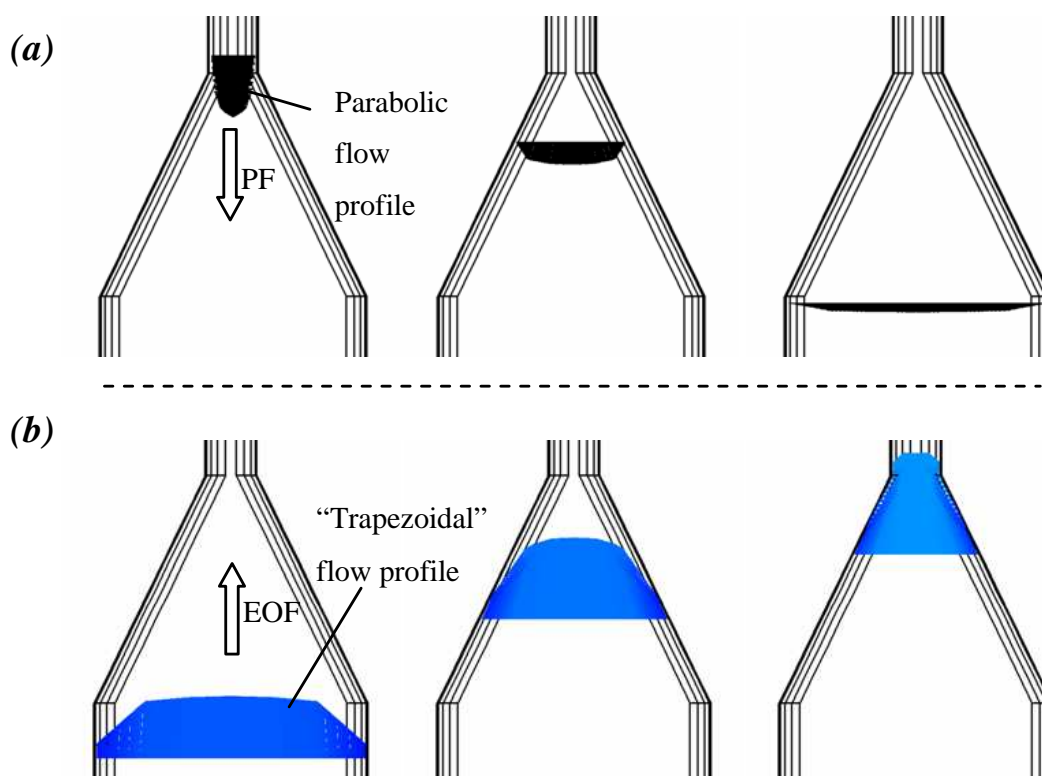 (a)
Parabolic
flow
profile
PF
(b)
“Trapezoidal”
flow profile
EOF